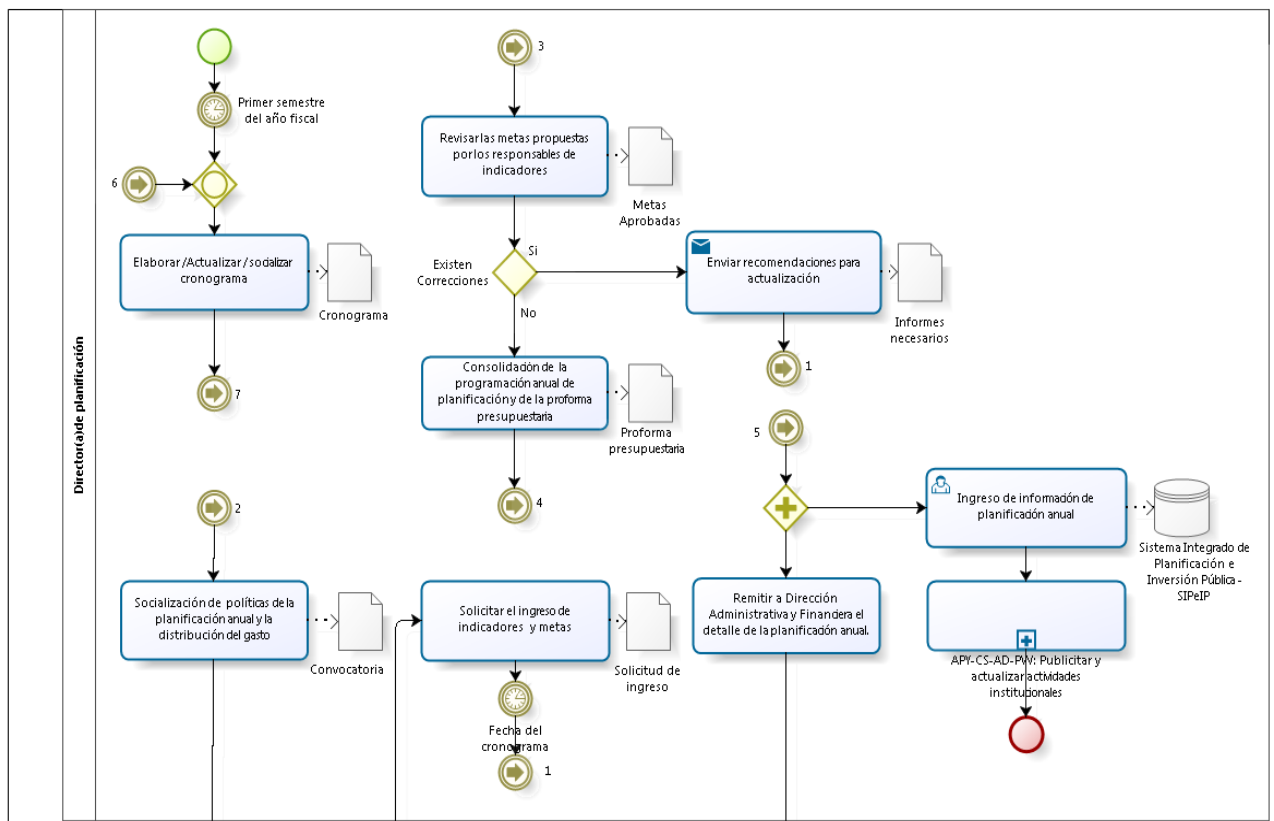 Director(a)de planificación
Primer semestre
del año fiscal
6
Elaborar /Actualizar / socializar
cronograma
Cronograma
7
2
Socialización de políticas de la
planificación anual y la
distribución del gasto
Convocatoria
3
Revisar las metas propuestas
por los responsables de
indicadores
Metas
Aprobadas
Existen
Correcciones
Si
No
Enviar recomendaciones para
actualización
Informes
necesarios
1
Consolidación de la
programación anual de
planificación y de la proforma
presupuestaria
Proforma
presupuestaria
4
Solicitar el ingreso de
indicadores y metas
Solicitud de
ingreso
Fecha del
cronograma
1
5
Ingreso de información de
planificación anual
Sistema Integrado de
Planificación e
Inversión Pública -
SIPeIP
Remitir a Dirección
Administrativa y Financiera el
detalle de la planificación anual.
APY-CS-AD-PW: Publicitar y
actualizar actividades
institucionales